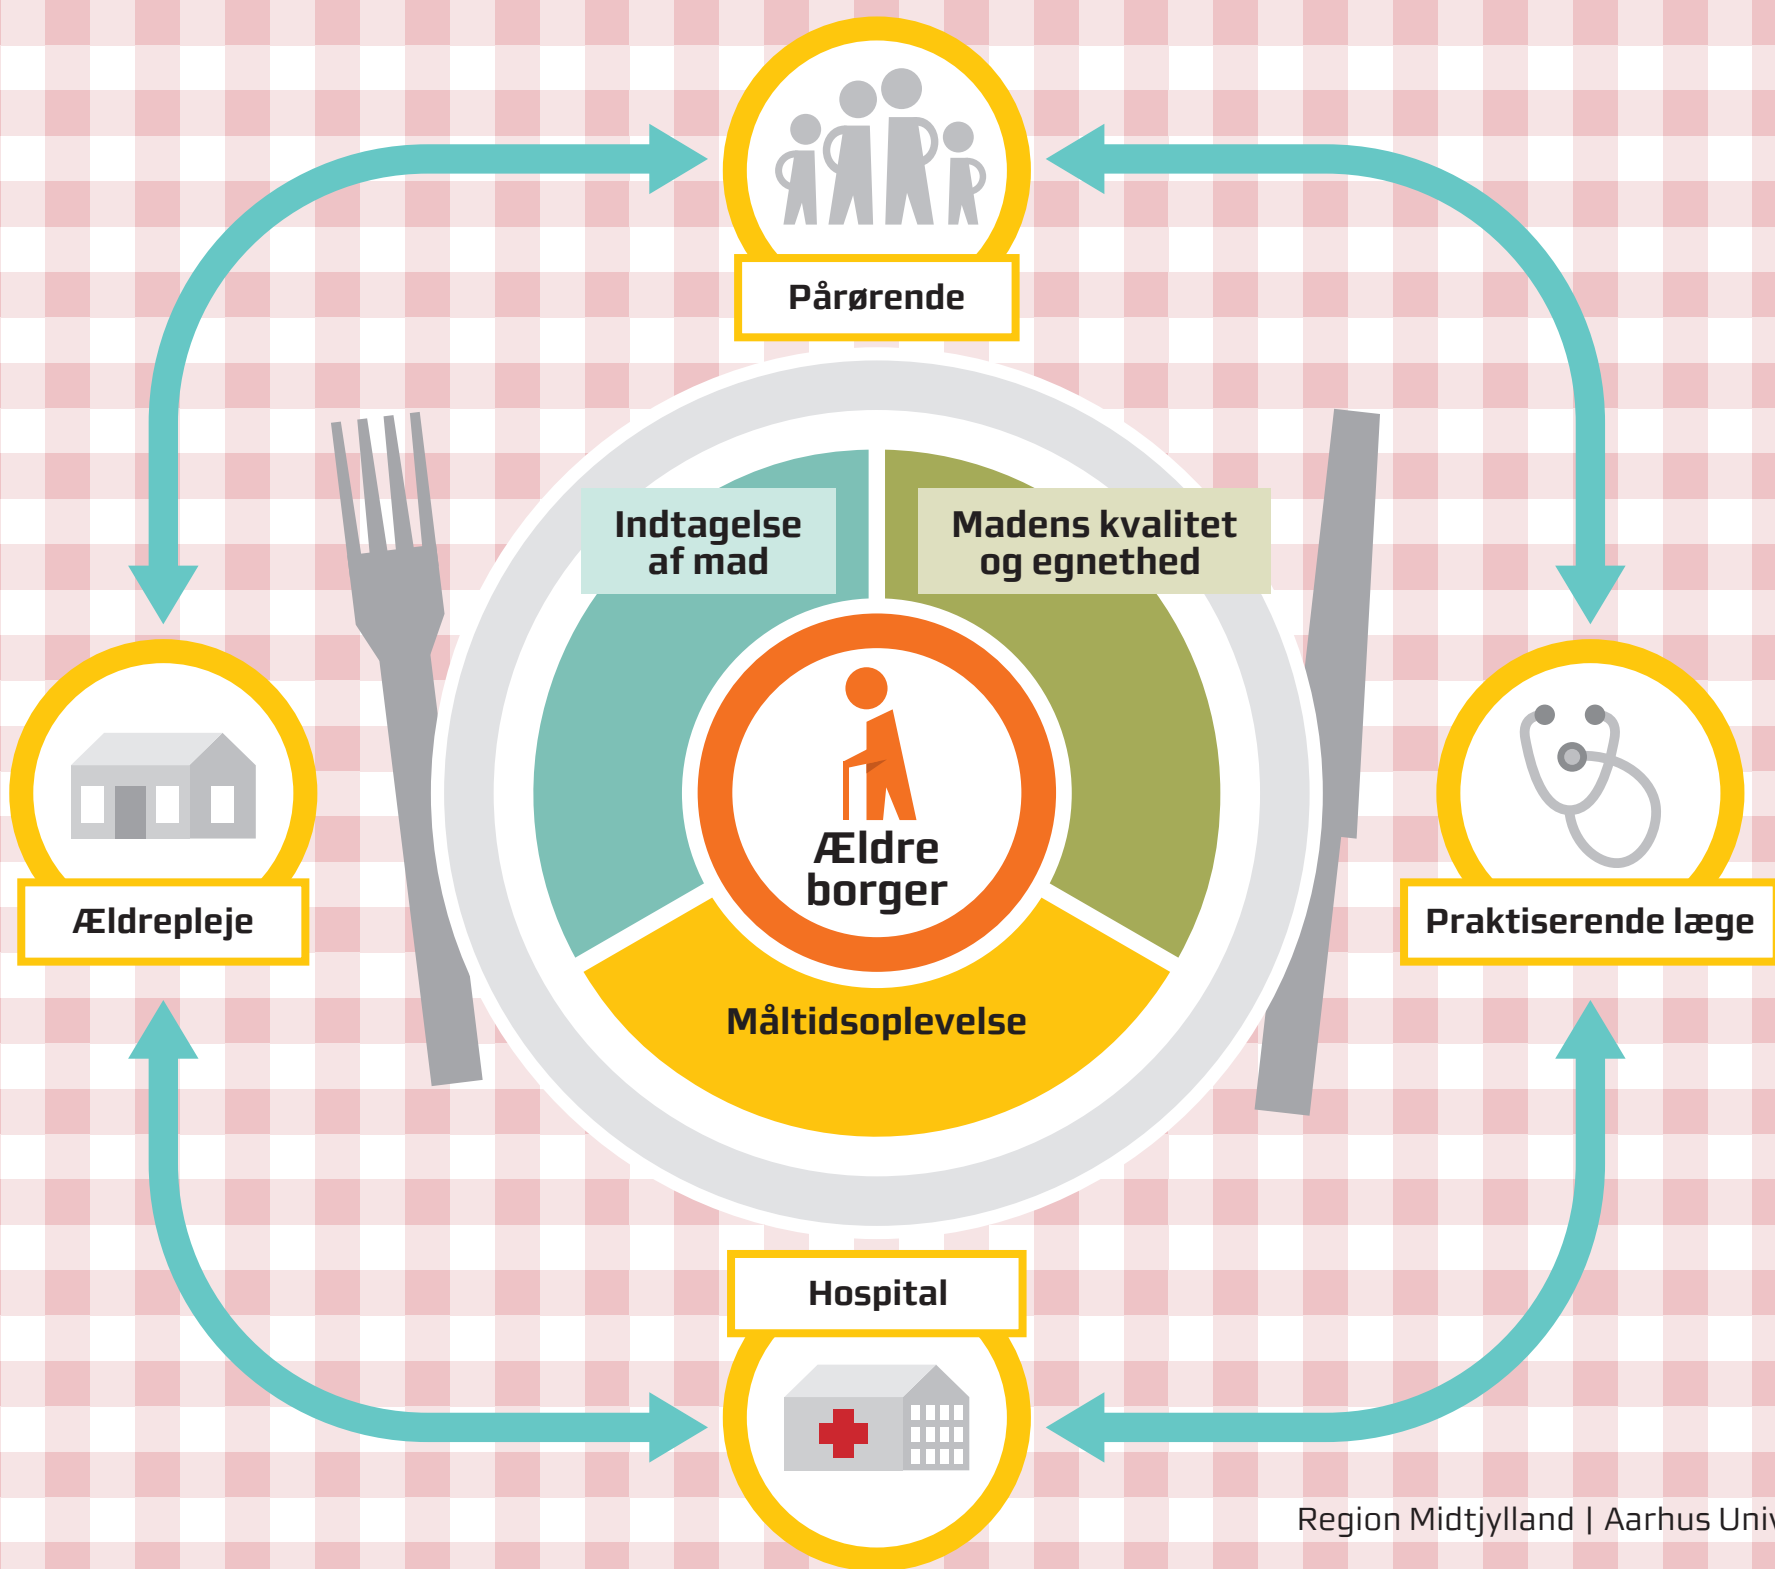 Pårørende
Indtagelse
af mad
Madens kvalitet
og egnethed
Ældre
borger
Ældrepleje
Praktiserende læge
Måltidsoplevelse
Hospital
Region Midtjylland | Aarhus